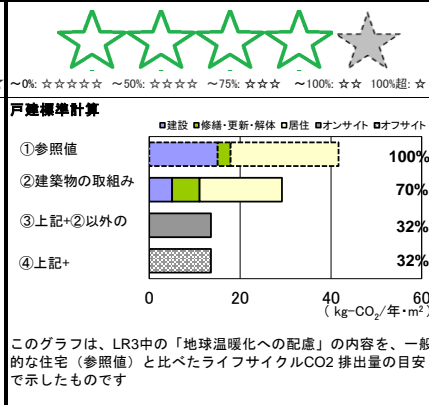 ～0%: ☆☆☆☆☆ ～50%: ☆☆☆☆ ～75%: ☆☆☆ ～100%: ☆☆ 100%超: ☆
戸建標準計算
■建設 ■修繕・更新・解体 □居住 ■オンサイト ■オフサイト
①参照値 100%
②建築物の取組み 70%
③上記+②以外の 32%
④上記+ 32%
0 20 40 60
( kg-CO₂/年・m²)
このグラフは、LR3中の「地球温暖化への配慮」の内容を、一般
的な住宅（参照値）と比べたライフサイクルCO2 排出量の目安
で示したものです